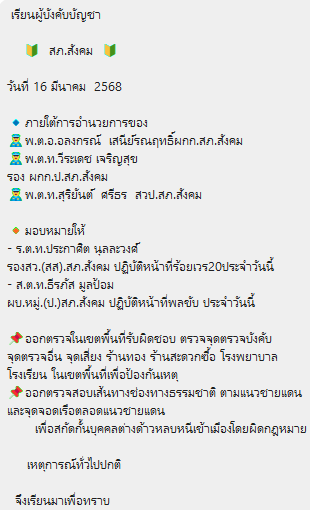 เรียนผู้บังคับบัญชา
🔰 สภ.สังคม 🔰
วันที่ 16 มีนาคม 2568
🔹ภายใต้การอำนวยการของ
👮‍♂️พ.ต.อ.อลงกรณ์ เสนีย์รณฤทธิ์ผกก.สภ.สังคม
👮‍♂️พ.ต.ท.วีระเดช เจริญสุข
รอง ผกก.ป.สภ.สังคม
👮‍♂️พ.ต.ท.สุริยันต์ ศรีธร สวป.สภ.สังคม
🔸มอบหมายให้
- ร.ต.ท.ประกาศิต นุลละวงศ์
รองสว.(สส).สภ.สังคม ปฏิบัติหน้าที่ร้อยเวร20ประจำวันนี้
- ส.ต.ท.ธีรภัส มูลป้อม
ผบ.หมู่.(ป.)สภ.สังคม ปฏิบัติหน้าที่พลขับ ประจำวันนี้
📌ออกตรวจในเขตพื้นที่รับผิดชอบ ตรวจจุดตรวจบังคับ
จุดตรวจอื่น จุดเสี่ยง ร้านทอง ร้านสะดวกซื้อ โรงพยาบาล
โรงเรียน ในเขตพื้นที่เพื่อป้องกันเหตุ
📌ออกตรวจสอบเส้นทางช่องทางธรรมชาติ ตามแนวชายแดน
และจุดจอดเรือตลอดแนวชายแดน
เพื่อสกัดกั้นบุคคลต่างด้าวหลบหนีเข้าเมืองโดยผิดกฎหมาย
เหตุการณ์ทั่วไปปกติ
จึงเรียนมาเพื่อทราบ